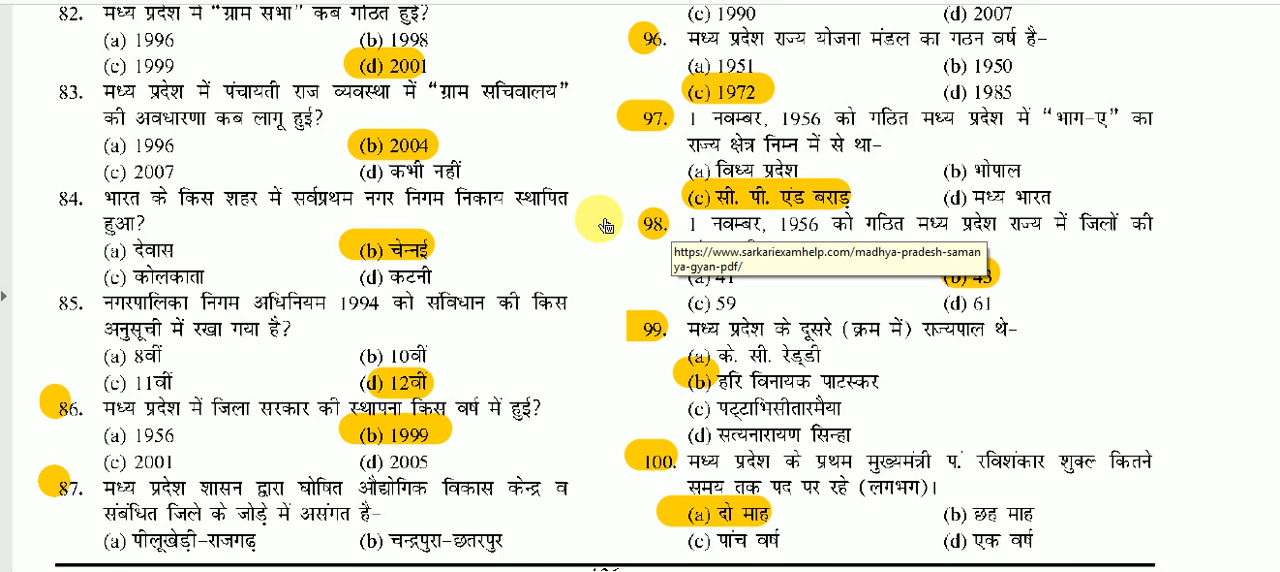 82. मध्य प्रदेश में “ग्राम सभा” कब गठित हुई?
(a) 1996 (b) 1998
(c) 1999 (d) 2001
83. मध्य प्रदेश में पंचायती राज व्यवस्था में “ग्राम सचिवालय”
की अवधारणा कब लागू हुई?
(a) 1996 (b) 2004
(c) 2007 (d) कभी नहीं
84. भारत के किस शहर में सर्वप्रथम नगर निगम निकाय स्थापित
हुआ?
(a) देवास (b) चेन्नई
(c) कोलकाता (d) कटनी
85. नगरपालिका निगम अधिनियम 1994 को संविधान की किस
अनुसूची में रखा गया है?
(a) 8वीं (b) 10वीं
(c) 11वीं (d) 12वीं
86. मध्य प्रदेश में जिला सरकार की स्थापना किस वर्ष में हुई?
(a) 1956 (b) 1999
(c) 2001 (d) 2005
87. मध्य प्रदेश शासन द्वारा घोषित औद्योगिक विकास केन्द्र व
संबंधित जिले के जोड़े में असंगत है-
(a) पीलूखेड़ी-राजगढ़ (b) चन्द्रपुरा-छतरपुर
(c) 1990 (d) 2007
96. मध्य प्रदेश राज्य योजना मंडल का गठन वर्ष है-
(a) 1951 (b) 1950
(c) 1972 (d) 1985
97. 1 नवम्बर, 1956 को गठित मध्य प्रदेश में “भाग-ए” का
राज्य क्षेत्र निम्न में से था-
(a) विध्य प्रदेश (b) भोपाल
(c) सी. पी. एंड बराड़ (d) मध्य भारत
98. 1 नवम्बर, 1956 को गठित मध्य प्रदेश राज्य में जिलों की
https://www.sarkariexamhelp.com/madhya-pradesh-saman
ya-gyan-pdf/
(a) 41 (b) 43
(c) 59 (d) 61
99. मध्य प्रदेश के दूसरे (क्रम में) राज्यपाल थे-
(a) के. सी. रेड्डी
(b) हरि विनायक पाटस्कर
(c) पट्टाभिसीतारमैया
(d) सत्यनारायण सिन्हा
100. मध्य प्रदेश के प्रथम मुख्यमंत्री प. रविशंकर शुक्ल कितने
समय तक पद पर रहे (लगभग)।
(a) दो माह (b) छह माह
(c) पांच वर्ष (d) एक वर्ष